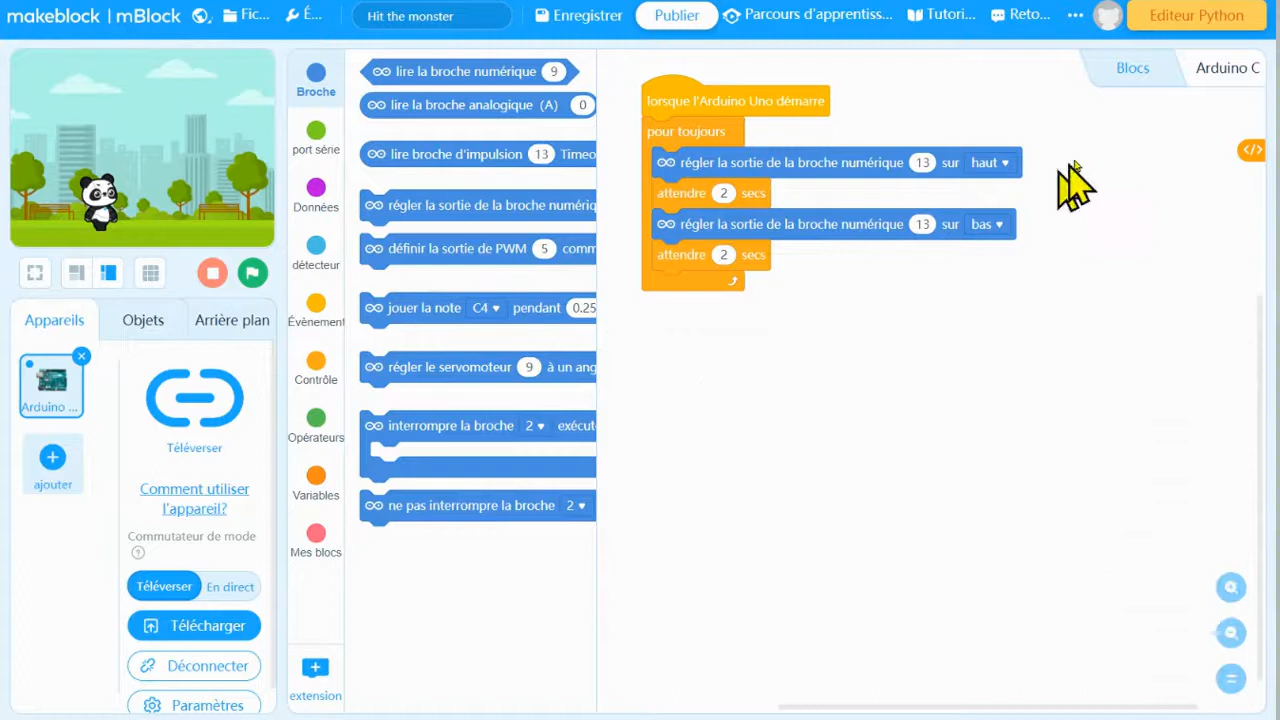 makeblock | mBlock
Fic...
É...
Hit the monster
Enregistrer
Publier
Parcours d'apprentiss...
Tutori...
Reto...
Editeur Python
Broche
port série
Données
détecteur
Évènement
Contrôle
Opérateurs
Variables
Mes blocs
extension
lire la broche numérique 9
lire la broche analogique (A) 0
lire broche d'impulsion 13 Timeo
régler la sortie de la broche numériq
définir la sortie de PWM 5 comm
jouer la note C4 pendant 0.25
régler le servomoteur 9 à un ang
interrompre la broche 2 exécut
ne pas interrompre la broche 2
lorsque l'Arduino Uno démarre
pour toujours
régler la sortie de la broche numérique 13 sur haut
attendre 2 secs
régler la sortie de la broche numérique 13 sur bas
attendre 2 secs
Blocs
Arduino C
Appareils
Objets
Arrière plan
Arduino ...
ajouter
Téléverser
Comment utiliser
l'appareil?
Commutateur de mode
?
Téléverser
En direct
Télécharger
Déconnecter
Paramètres